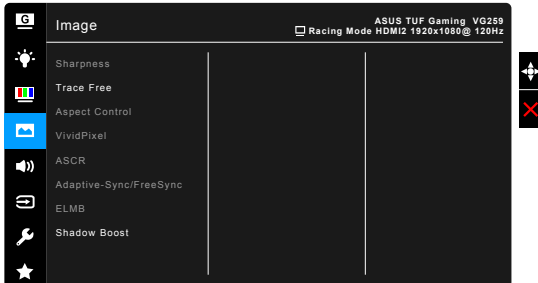 G
Image
ASUS TUF Gaming VG259
Racing Mode HDMI2 1920x1080@ 120Hz
Sharpness
Trace Free
Aspect Control
VividPixel
ASCR
Adaptive-Sync/FreeSync
ELMB
Shadow Boost